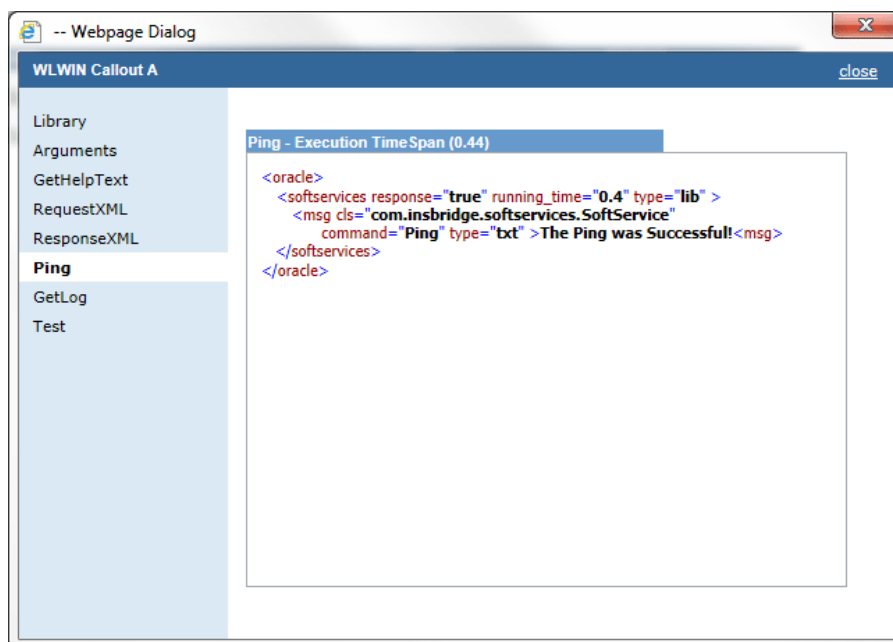 -- Webpage Dialog
X
WLWIN Callout A
close
Library
Arguments
GetHelpText
RequestXML
ResponseXML
Ping
GetLog
Test
Ping - Execution TimeSpan (0.44)
<oracle>
<softservices response="true" running_time="0.4" type="lib" >
<msg cls="com.insbridge.softservices.SoftService"
command="Ping" type="txt" >The Ping was Successful!<msg>
</softservices>
</oracle>